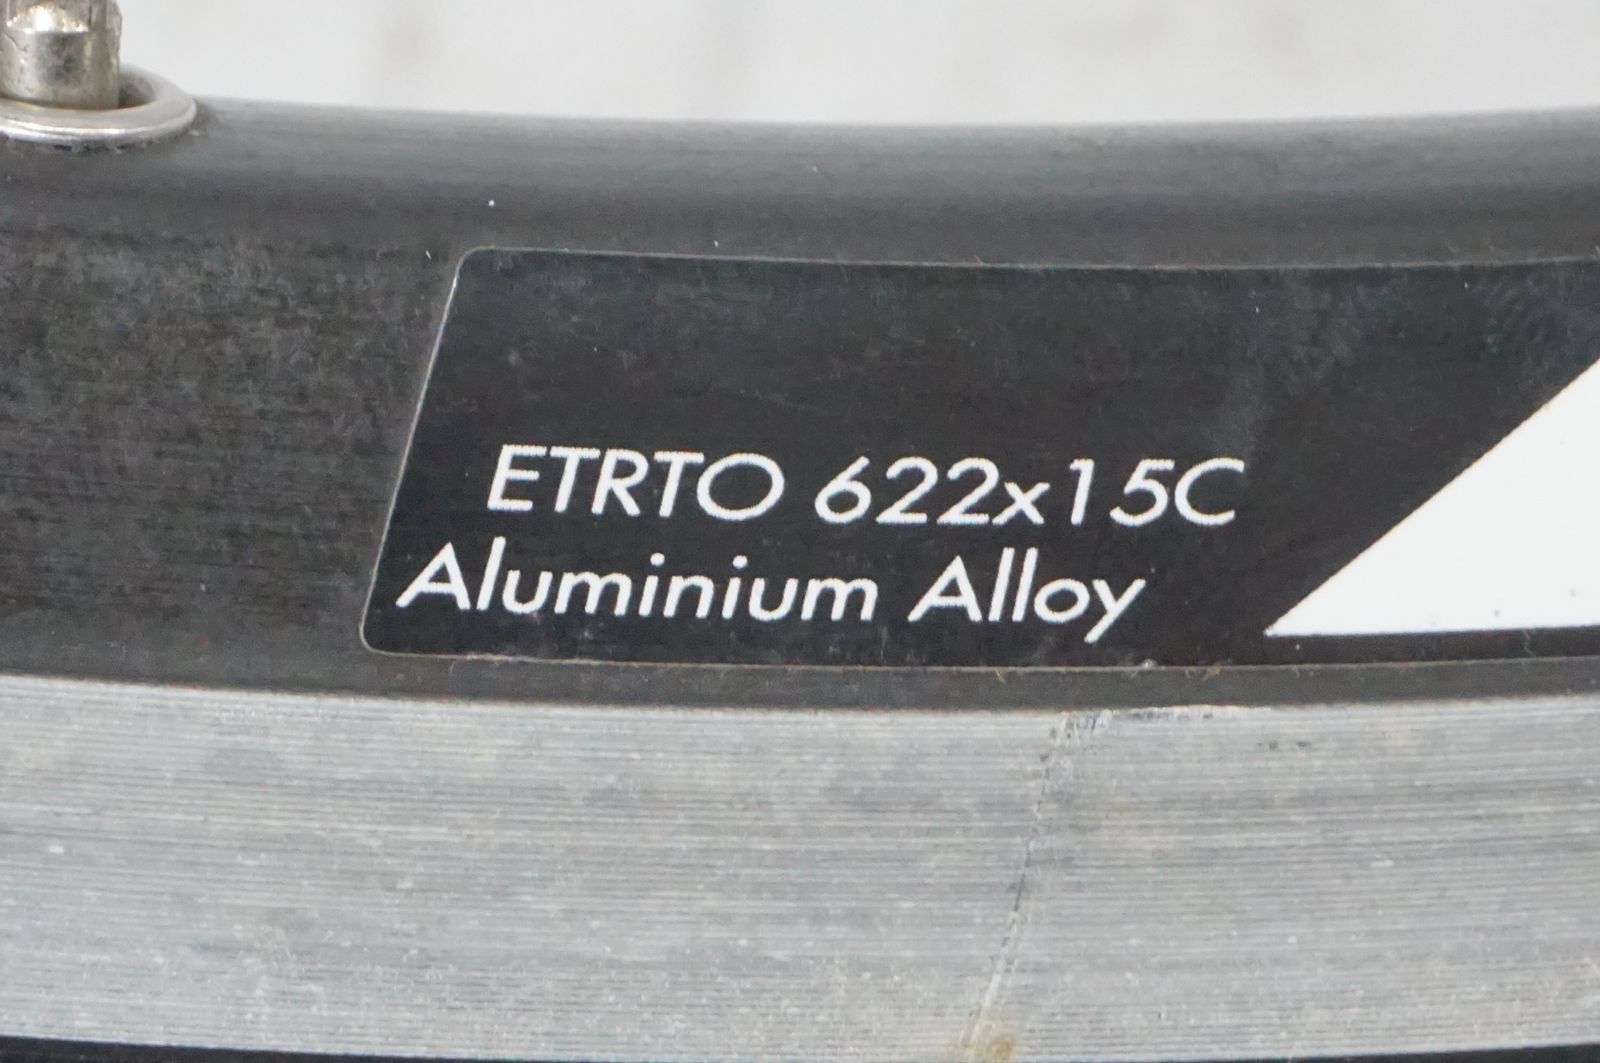 ETRTO 622x15C
Aluminium Alloy